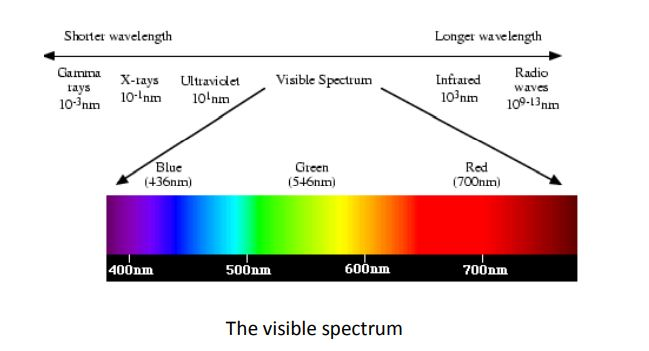 Shorter wavelength
Longer wavelength
Gamma
rays
10⁻³nm
X-rays
10⁻¹nm
Ultraviolet
10¹nm
Visible Spectrum
Infrared
10³nm
Radio
waves
10⁹⁻¹³nm
Blue
(436nm)
Green
(546nm)
Red
(700nm)
400nm
500nm
600nm
700nm
The visible spectrum